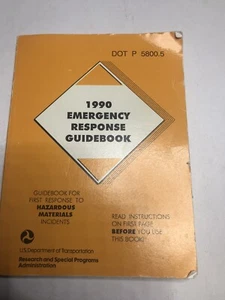 DOT P 5800.5
1990
EMERGENCY
RESPONSE
GUIDEBOOK
GUIDEBOOK FOR
FIRST RESPONSE TO
HAZARDOUS
MATERIALS
INCIDENTS
READ INSTRUCTIONS
ON FIRST PAGE
BEFORE YOU USE
THIS BOOK!
U.S. Department of Transportation
Research and Special Programs
Administration